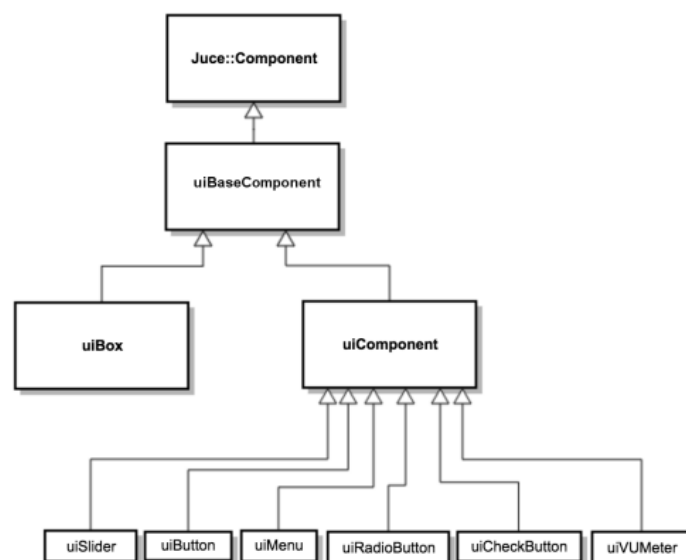 Juce::Component
uiBaseComponent
uiBox
uiComponent
uiSlider
uiButton
uiMenu
uiRadioButton
uiCheckButton
uiVUMeter